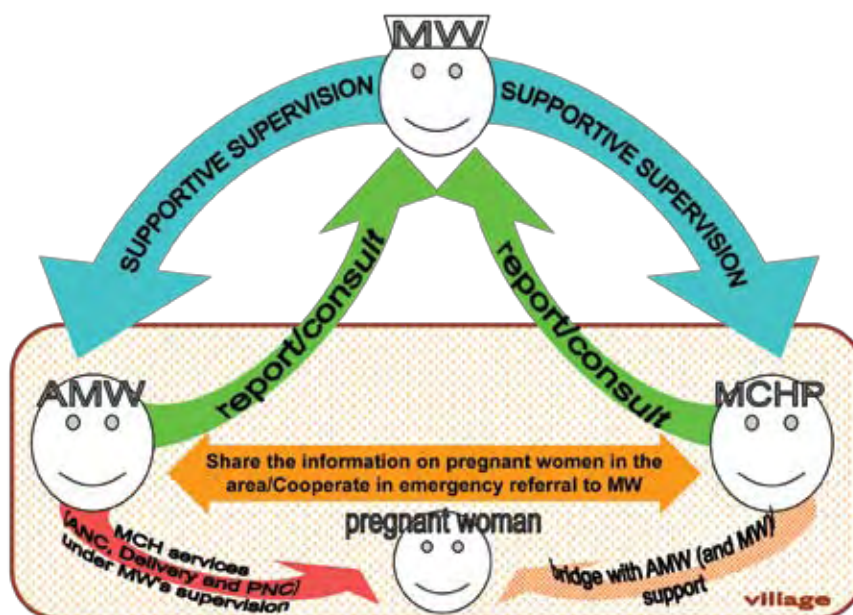 MW
SUPPORTIVE SUPERVISION
SUPPORTIVE SUPERVISION
report/consult
report/consult
AMW
MCHP
Share the information on pregnant women in the
area/Cooperate in emergency referral to MW
pregnant woman
MCH services
(ANC, Delivery and PNC)
under MW's supervision
bridge with AMW (and MW)
support
village